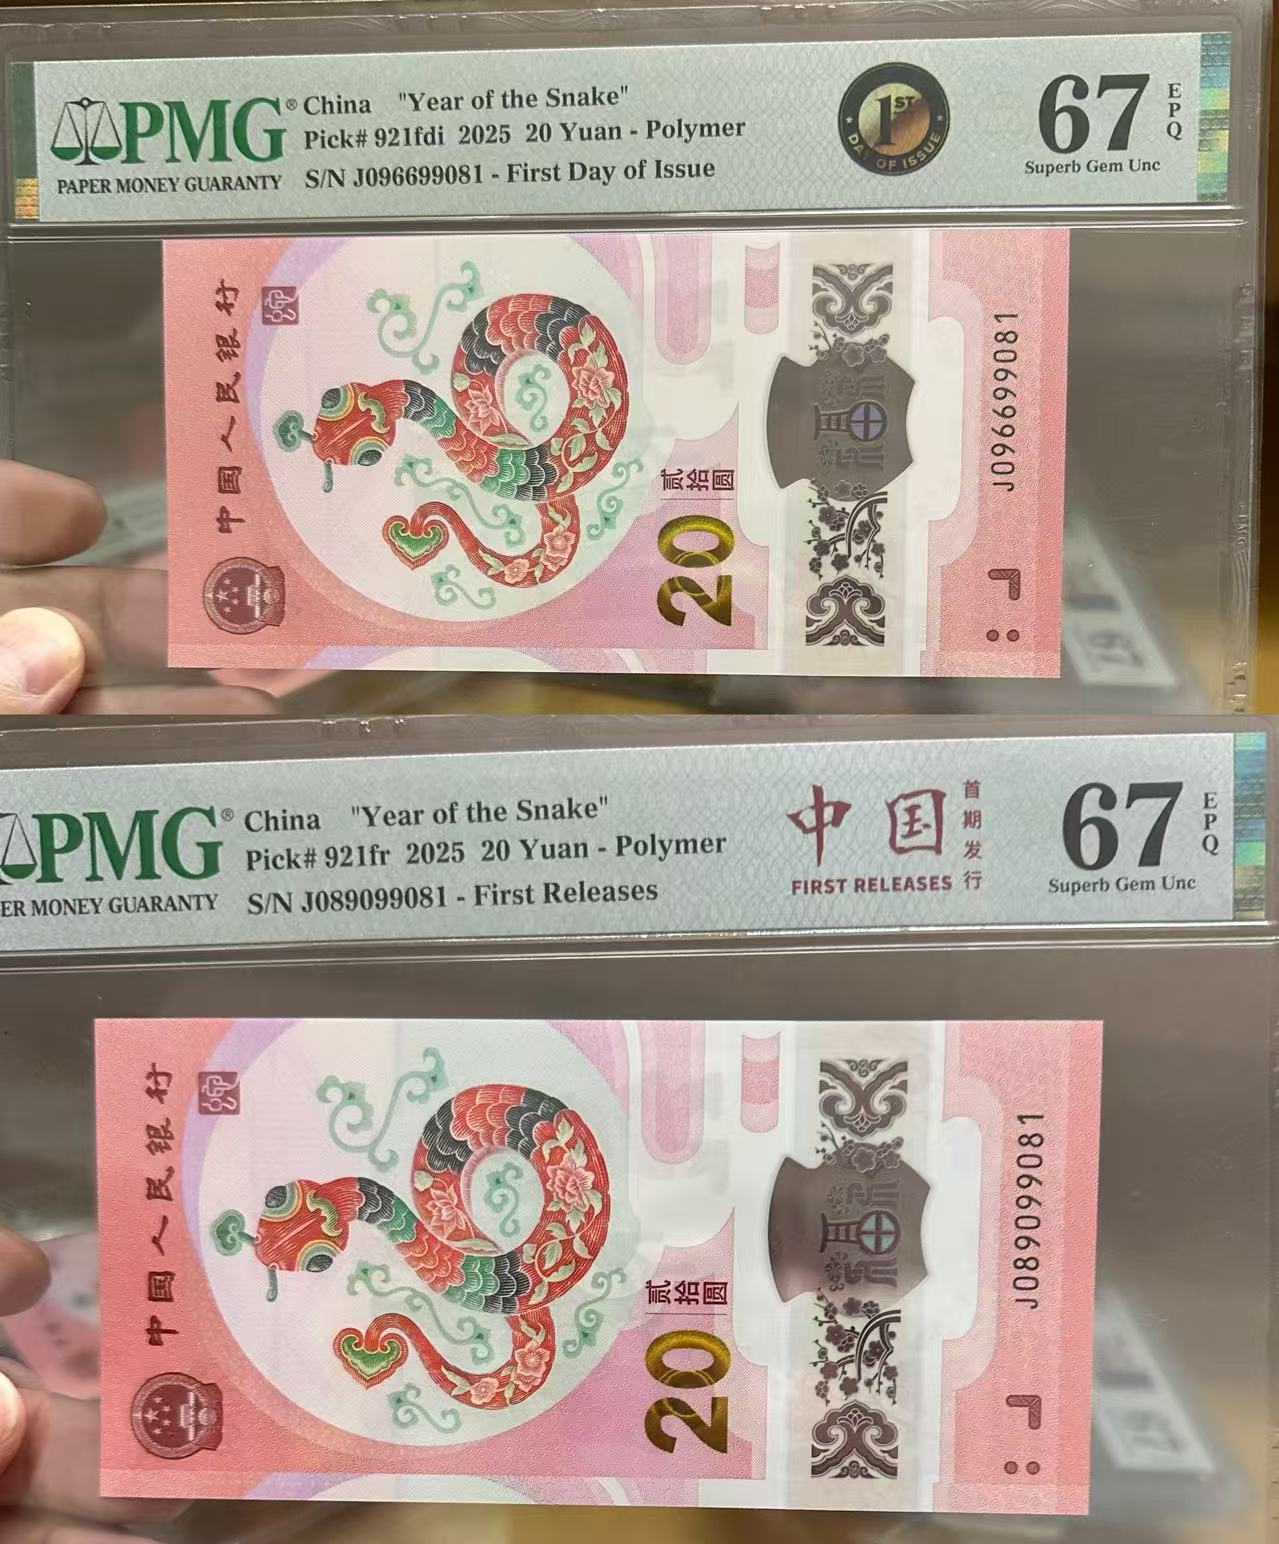 PMG® China "Year of the Snake"
Pick# 921fdi 2025 20 Yuan - Polymer
PAPER MONEY GUARANTY S/N J096699081 - First Day of Issue
1ST
DAY OF ISSUE
67 EPQ
Superb Gem Unc
中国人民银行
贰拾圆
20
J096699081
67
PMG® China "Year of the Snake"
Pick# 921fr 2025 20 Yuan - Polymer
ER MONEY GUARANTY S/N J089099081 - First Releases
中国 首期发行
FIRST RELEASES
67 EPQ
Superb Gem Unc
中国人民银行
贰拾圆
20
J089099081
67